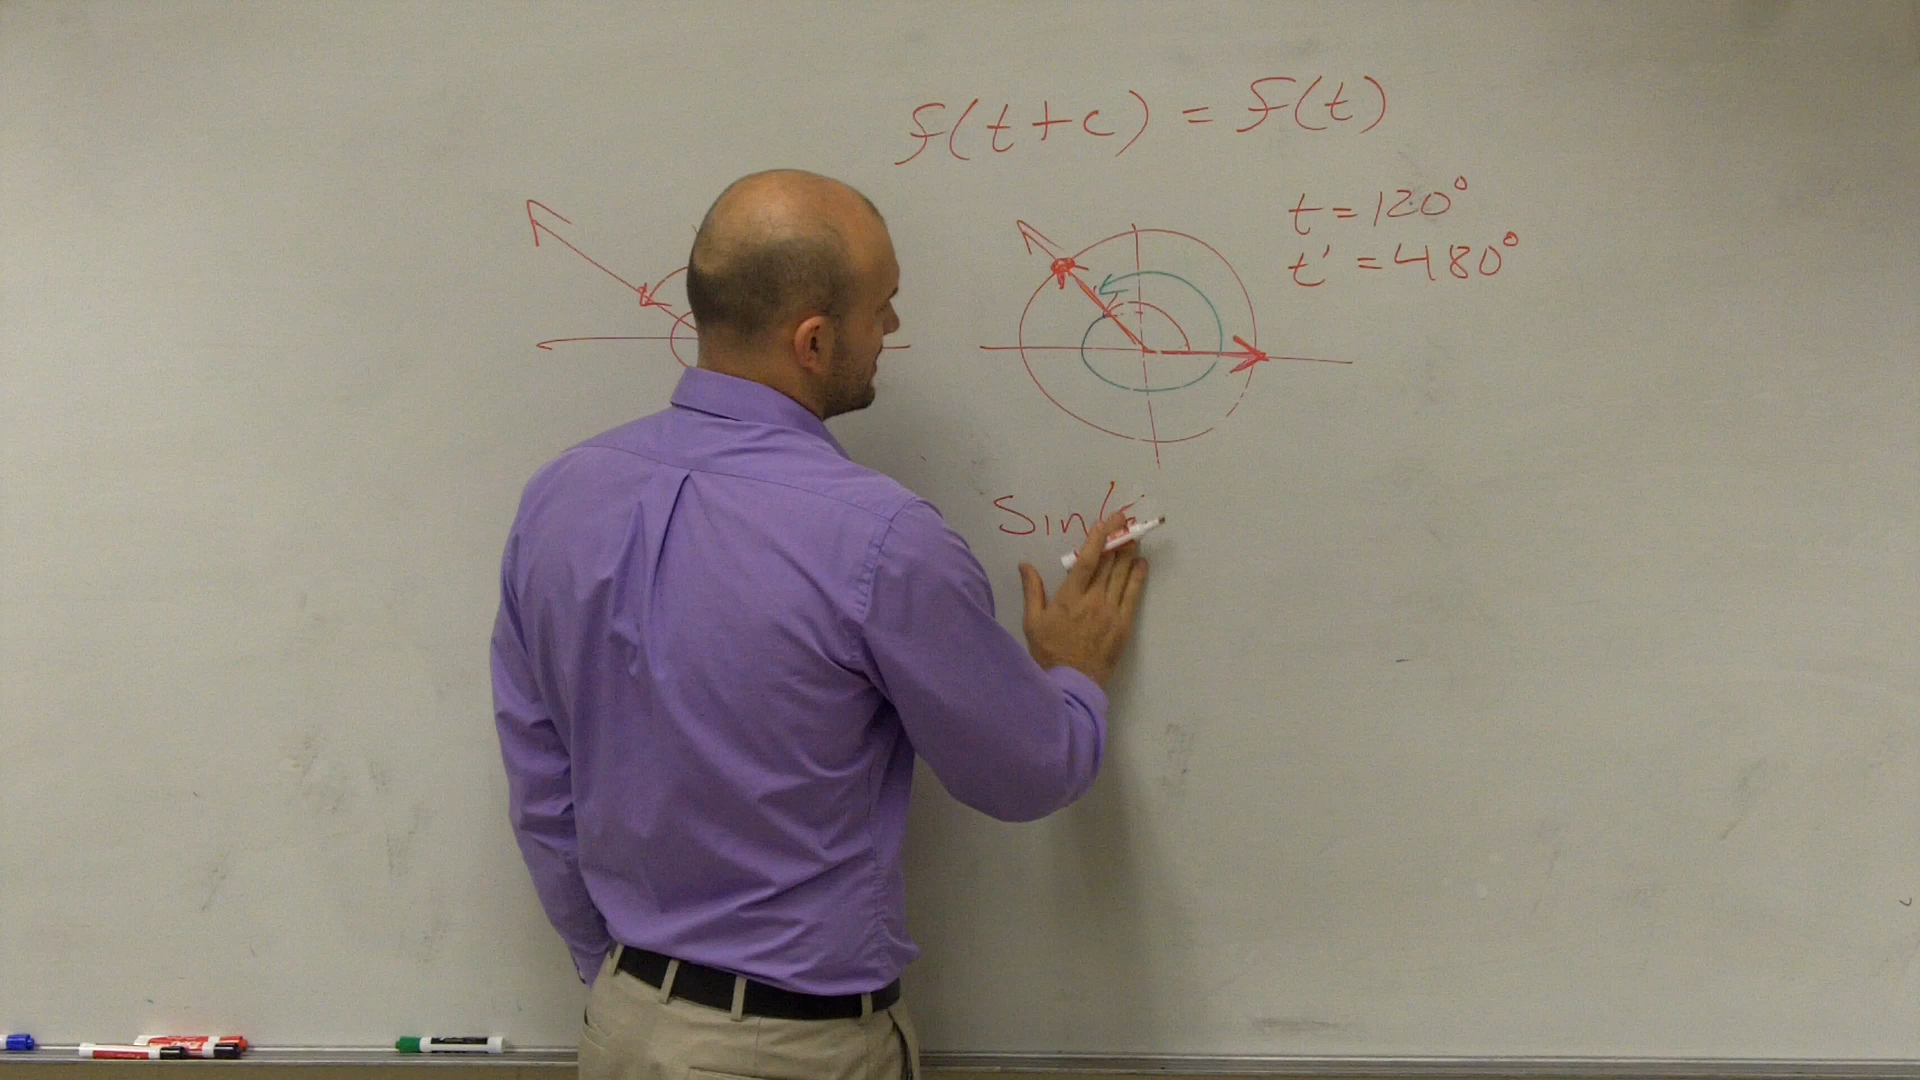 f(t+c) = f(t)
t = 120°
t' = 480°
Sin(